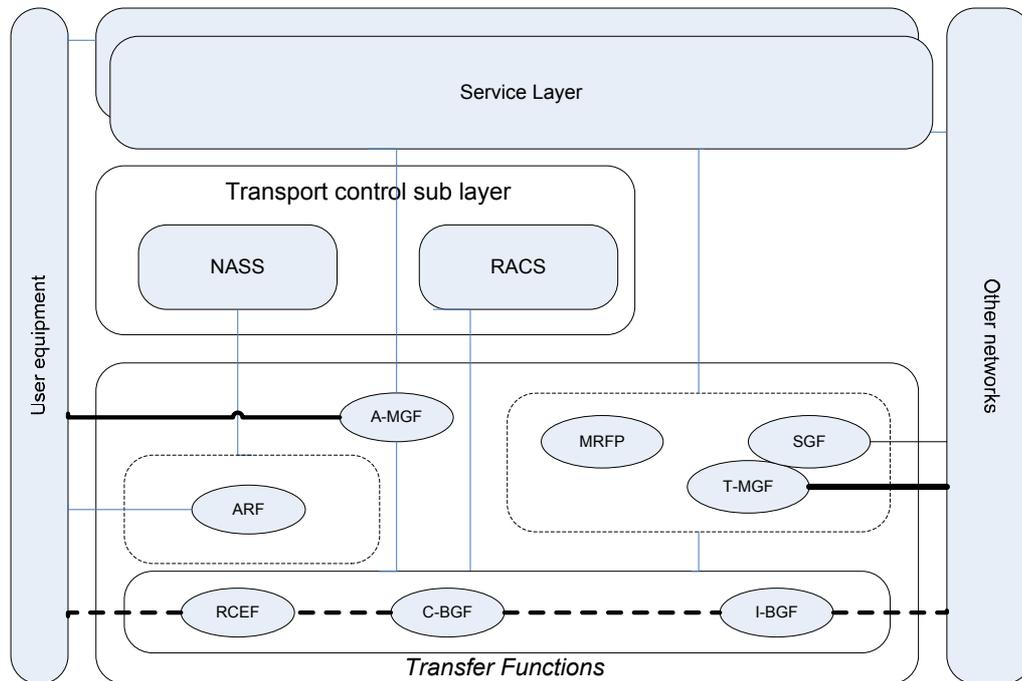 Service Layer
Transport control sub layer
NASS
RACS
User equipment
Other networks
A-MGF
MRFP
SGF
T-MGF
ARF
RCEF
C-BGF
I-BGF
Transfer Functions